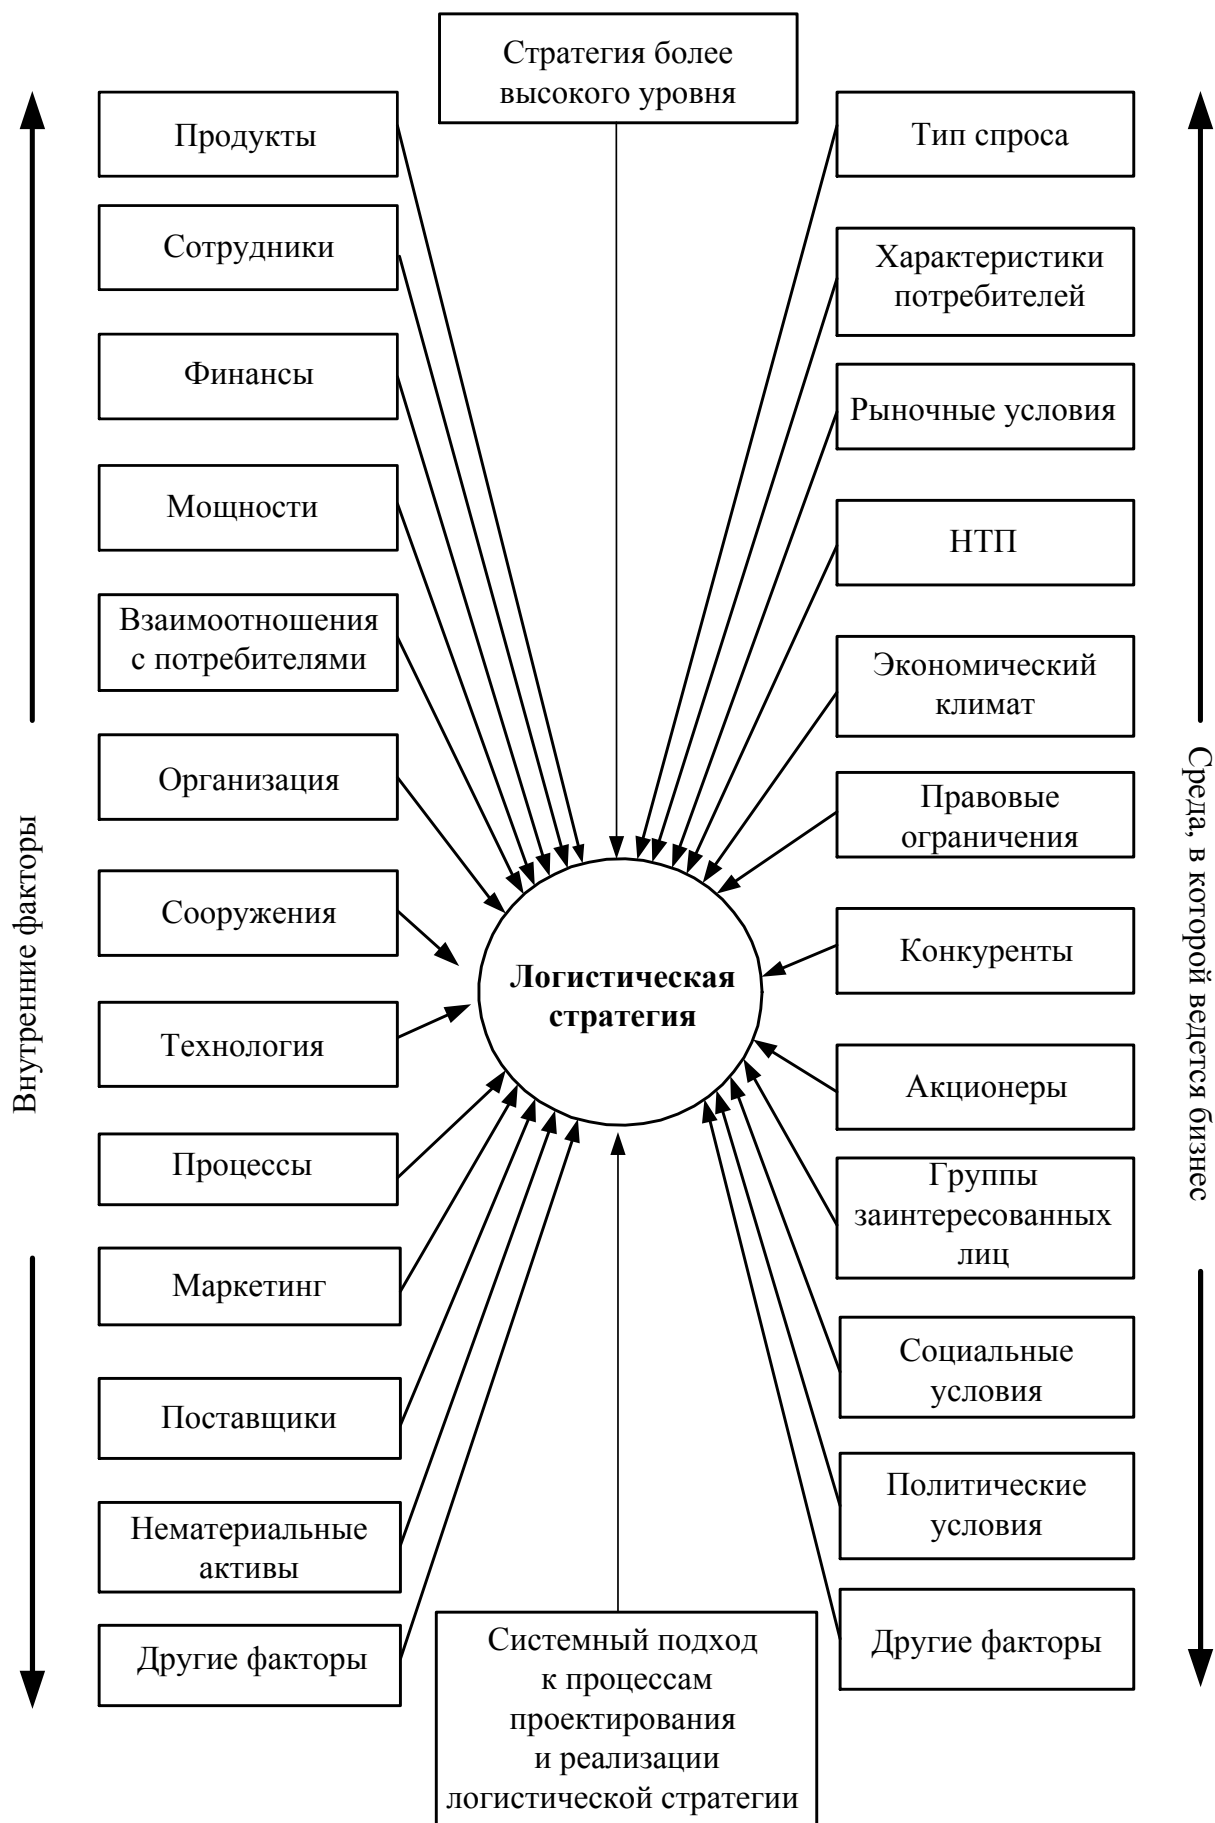 Стратегия более
высокого уровня
Внутренние факторы
Продукты
Сотрудники
Финансы
Мощности
Взаимоотношения
с потребителями
Организация
Сооружения
Технология
Процессы
Маркетинг
Поставщики
Нематериальные
активы
Другие факторы
Логистическая
стратегия
Тип спроса
Характеристики
потребителей
Рыночные условия
НТП
Экономический
климат
Правовые
ограничения
Конкуренты
Акционеры
Группы
заинтересованных
лиц
Социальные
условия
Политические
условия
Другие факторы
Среда, в которой ведется бизнес
Системный подход
к процессам
проектирования
и реализации
логистической стратегии